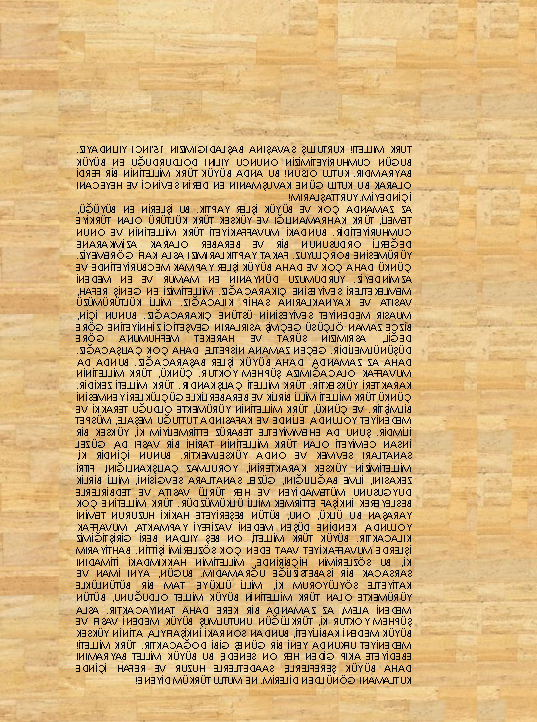 TÜRK MİLLETİ! KURTULUŞ SAVAŞINA BAŞLADIĞIMIZIN 15'İNCİ YILINDAYIZ.
BUGÜN CUMHURİYETİMİZİN ONUNCU YILINI DOLDURDUĞU EN BÜYÜK
BAYRAMDIR. KUTLU OLSUN! BU ANDA BÜYÜK TÜRK MİLLETİNİN BİR FERDİ
OLARAK BU KUTLU GÜNE KAVUŞMANIN EN DERİN SEVİNCİ VE HEYECANI
İÇİNDEYİM. YURTTAŞLARIM!
AZ ZAMANDA ÇOK VE BÜYÜK İŞLER YAPTIK. BU İŞLERİN EN BÜYÜĞÜ,
TEMELİ, TÜRK KAHRAMANLIĞI VE YÜKSEK TÜRK KÜLTÜRÜ OLAN TÜRKİYE
CUMHURİYETİDİR. BUNDAKİ MUVAFFAKİYETİ TÜRK MİLLETİNİN VE ONUN
DEĞERLİ ORDUSUNUN BİR VE BERABER OLARAK AZİMKARANE
YÜRÜMESİNE BORÇLUYUZ. FAKAT YAPTIKLARIMIZI ASLA KAFİ GÖREMEYİZ.
ÇÜNKÜ DAHA ÇOK VE DAHA BÜYÜK İŞLER YAPMAK MECBURİYETİNDE VE
AZMİNDEYİZ. YURDUMUZU DÜNYANIN EN MAMUR VE EN MEDENİ
MEMLEKETLERİ SEVİYESİNE ÇIKARACAĞIZ. MİLLETİMİZİ EN GENİŞ REFAH,
VASITA VE KAYNAKLARINA SAHİP KILACAĞIZ. MİLLİ KÜLTÜRÜMÜZÜ
MUASIR MEDENİYET SEVİYESİNİN ÜSTÜNE ÇIKARACAĞIZ. BUNUN İÇİN,
BİZCE ZAMAN ÖLÇÜSÜ GEÇMİŞ ASIRLARIN GEVŞETİCİ ZİHNİYETİNE GÖRE
DEĞİL, ASRIMIZIN SÜRAT VE HAREKET MEFHUMUNA GÖRE
DÜŞÜNÜLMELİDİR. GEÇEN ZAMANA NİSPETLE, DAHA ÇOK ÇALIŞACAĞIZ.
DAHA AZ ZAMANDA, DAHA BÜYÜK İŞLER BAŞARACAĞIZ. BUNDA DA
MUVAFFAK OLACAĞIMIZA ŞÜPHEM YOKTUR. ÇÜNKÜ, TÜRK MİLLETİNİN
KARAKTERİ YÜKSEKTİR. TÜRK MİLLETİ ÇALIŞKANDIR. TÜRK MİLLETİ ZEKİDİR.
ÇÜNKÜ TÜRK MİLLETİ MİLLİ BİRLİK VE BERABERLİKLE GÜÇLÜKLERİ YENMESİNİ
BİLMİŞTİR. VE ÇÜNKÜ, TÜRK MİLLETİNİN YÜRÜMEKTE OLDUĞU TERAKKİ VE
MEDENİYET YOLUNDA ELİNDE VE KAFASINDA TUTTUĞU MEŞALE, MÜSPET
İLİMDİR. ŞUNU DA EHEMMİYETLE TEBARÜZ ETTİRMELİYİM Kİ, YÜKSEK BİR
İNSAN CEMİYETİ OLAN TÜRK MİLLETİNİN TARİHİ BİR VASFI DA, GÜZEL
SANATLARI SEVMEK VE ONDA YÜKSELMEKTİR. BUNUN İÇİNDİR Kİ,
MİLLETİMİZİN YÜKSEK KARAKTERİNİ, YORULMAZ ÇALIŞKANLIĞINI, FITRİ
ZEKASINI, İLME BAĞLILIĞINI, GÜZEL SANATLARA SEVGİSİNİ, MİLLİ BİRLİK
DUYGUSUNU MÜTEMADİYEN VE HER TÜRLÜ VASITA VE TEDBİRLERLE
BESLEYEREK İNKİŞAF ETTİRMEK MİLLİ ÜLKÜMÜZDÜR. TÜRK MİLLETİNE ÇOK
YARAŞAN BU ÜLKÜ, ONU, BÜTÜN BEŞERİYETE HAKİKİ HUZURUN TEMİNİ
YOLUNDA KENDİNE DÜŞEN MEDENİ VAZİFEYİ YAPMAKTA, MUVAFFAK
KILACAKTIR. BÜYÜK TÜRK MİLLETİ, ON BEŞ YILDAN BERİ GİRİŞTİĞİMİZ
İŞLERDE MUVAFFAKİYET VAAT EDEN ÇOK SÖZLERİMİ İŞİTTİN. BAHTİYARIM
Kİ, BU SÖZLERİMİN HİÇBİRİNDE, MİLLETİMİN HAKKIMDAKİ İTİMADINI
SARSACAK BİR İSABETSİZLİĞE UĞRAMADIM. BUGÜN, AYNI İMAN VE
KATİYETLE SÖYLÜYORUM Kİ, MİLLİ ÜLKÜYE TAM BİR BÜTÜNLÜKLE
YÜRÜMEKTE OLAN TÜRK MİLLETİNİN BÜYÜK MİLLET OLDUĞUNU, BÜTÜN
MEDENİ ALEM, AZ ZAMANDA BİR KERE DAHA TANIYACAKTIR. ASLA
ŞÜPHEM YOKTUR Kİ, TÜRKLÜĞÜN UNUTULMUŞ BÜYÜK MEDENİ VASFI VE
BÜYÜK MEDENİ KABİLİYETİ, BUNDAN SONRAKİ İNKİŞAFIYLA, ATİNİN YÜKSEK
MEDENİYET UFKUNDA YENİ BİR GÜNEŞ GİBİ DOĞACAKTIR. TÜRK MİLLETİ!
EBEDİYETE AKIP GİDEN HER ON SENEDE, BU BÜYÜK MİLLET BAYRAMINI
DAHA BÜYÜK ŞEREFLERLE, SAADETLERLE HUZUR VE REFAH İÇİNDE
KUTLAMANI GÖNÜLDEN DİLERİM. NE MUTLU TÜRKÜM DİYENE!